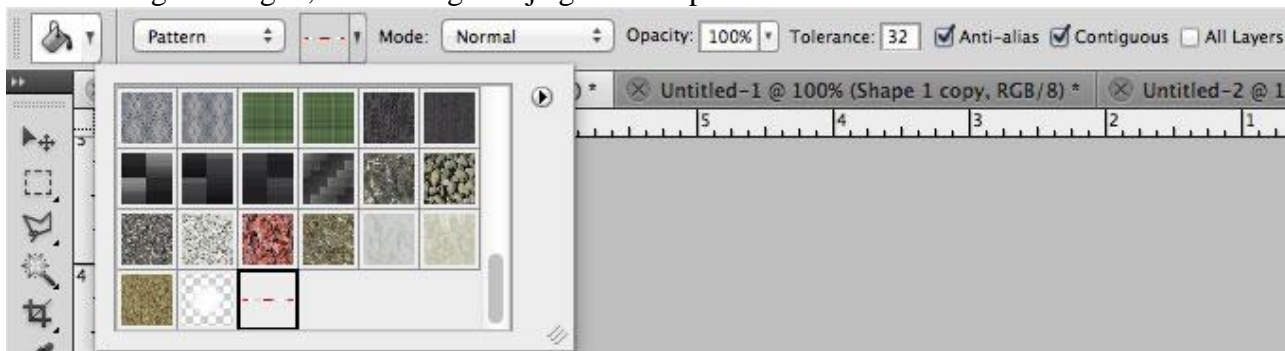 Pattern Mode: Normal Opacity: 100% Tolerance: 32 Anti-alias Contiguous All Layers
* Untitled-1 @ 100% (Shape 1 copy, RGB/8) * Untitled-2 @ 1
5 4 3 2 1
3
4